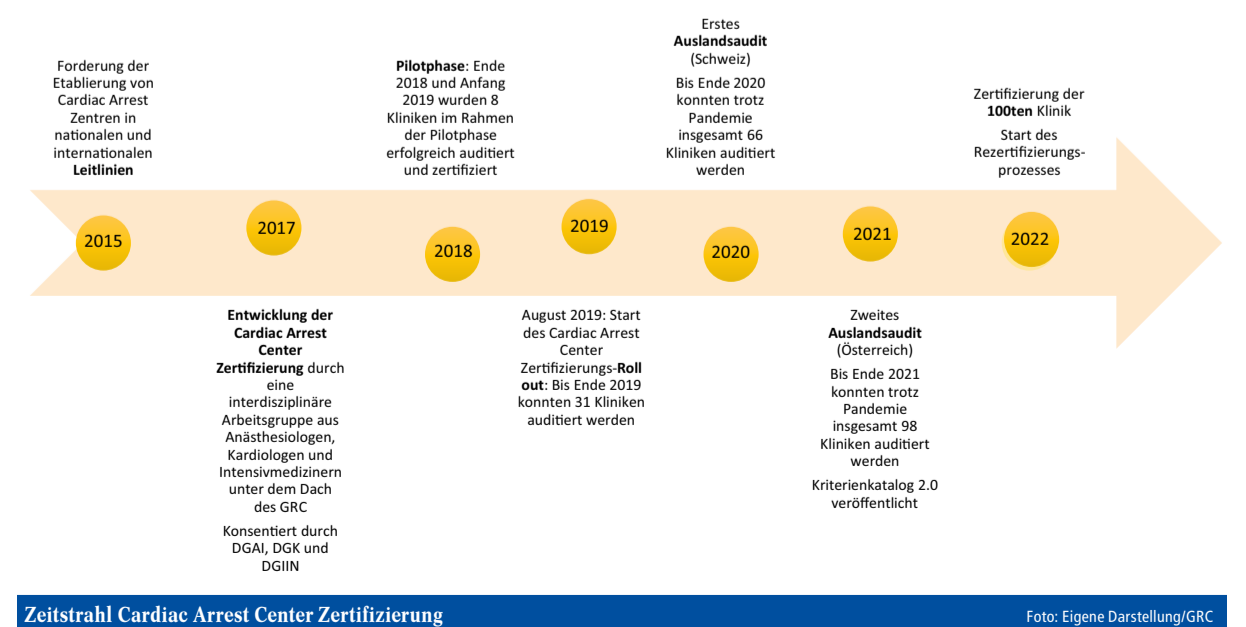 Forderung der
Etablierung von
Cardiac Arrest
Zentren in
nationalen und
internationalen
Leitlinien
2015
2017
Entwicklung der
Cardiac Arrest
Center
Zertifizierung durch
eine
interdisziplinäre
Arbeitsgruppe aus
Anästhesiologen,
Kardiologen und
Intensivmedizinern
unter dem Dach
des GRC
Konsentiert durch
DGAI, DGK und
DGIIN
Pilotphase: Ende
2018 und Anfang
2019 wurden 8
Kliniken im Rahmen
der Pilotphase
erfolgreich auditiert
und zertifiziert
2018
2019
August 2019: Start
des Cardiac Arrest
Center
Zertifizierungs-Roll
out: Bis Ende 2019
konnten 31 Kliniken
auditiert werden
Erstes
Auslandsaudit
(Schweiz)
Bis Ende 2020
konnten trotz
Pandemie
insgesamt 66
Kliniken auditiert
werden
2020
2021
Zweites
Auslandsaudit
(Österreich)
Bis Ende 2021
konnten trotz
Pandemie
insgesamt 98
Kliniken auditiert
werden
Kriterienkatalog 2.0
veröffentlicht
Zertifizierung der
100ten Klinik
Start des
Rezertifizierungs-
prozesses
2022
Zeitstrahl Cardiac Arrest Center Zertifizierung
Foto: Eigene Darstellung/GRC